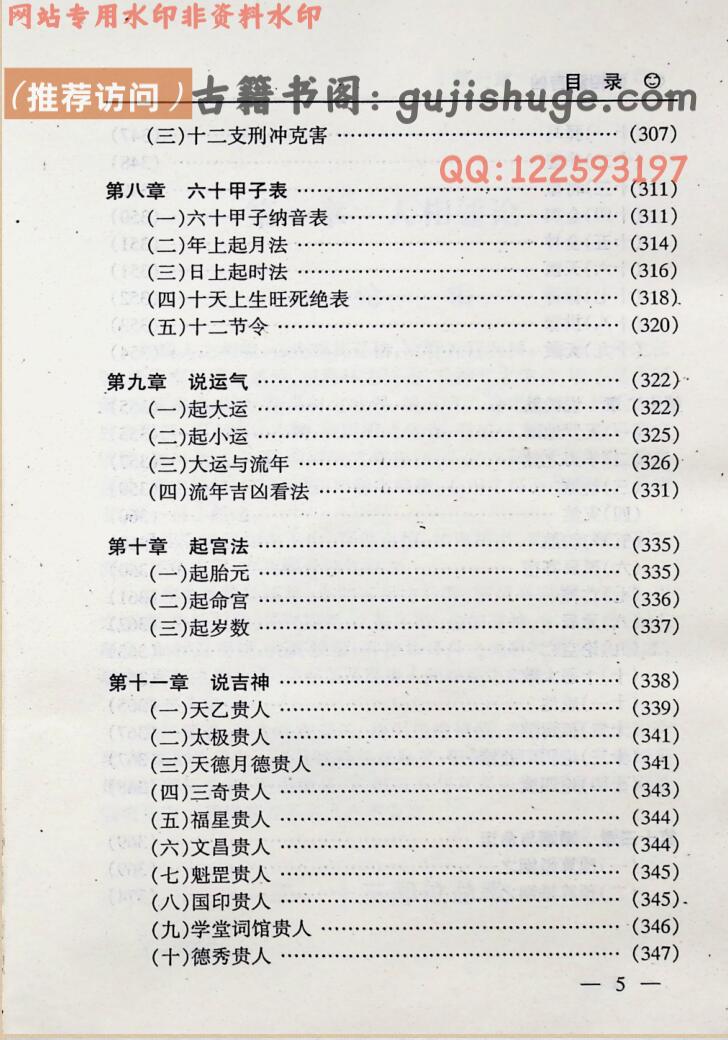 网站专用水印非资料水印
目 录
(推荐访问) 古籍书阁: gujishuge.com
(三)十二支刑冲克害 …………………………… (307)
QQ:122593197
第八章 六十甲子表 …………………………… (311)
(一)六十甲子纳音表 …………………………… (311)
(二)年上起月法 …………………………… (314)
(三)日上起时法 …………………………… (316)
(四)十天上生旺死绝表 …………………………… (318)
(五)十二节令 …………………………… (320)
第九章 说运气 …………………………… (322)
(一)起大运 …………………………… (322)
(二)起小运 …………………………… (325)
(三)大运与流年 …………………………… (326)
(四)流年吉凶看法 …………………………… (331)
第十章 起宫法 …………………………… (335)
(一)起胎元 …………………………… (335)
(二)起命宫 …………………………… (336)
(三)起岁数 …………………………… (337)
第十一章 说吉神 …………………………… (338)
(一)天乙贵人 …………………………… (339)
(二)太极贵人 …………………………… (341)
(三)天德月德贵人 …………………………… (341)
(四)三奇贵人 …………………………… (343)
(五)福星贵人 …………………………… (344)
(六)文昌贵人 …………………………… (344)
(七)魁罡贵人 …………………………… (345)
(八)国印贵人 …………………………… (345)
(九)学堂词馆贵人 …………………………… (346)
(十)德秀贵人 …………………………… (347)
— 5 —